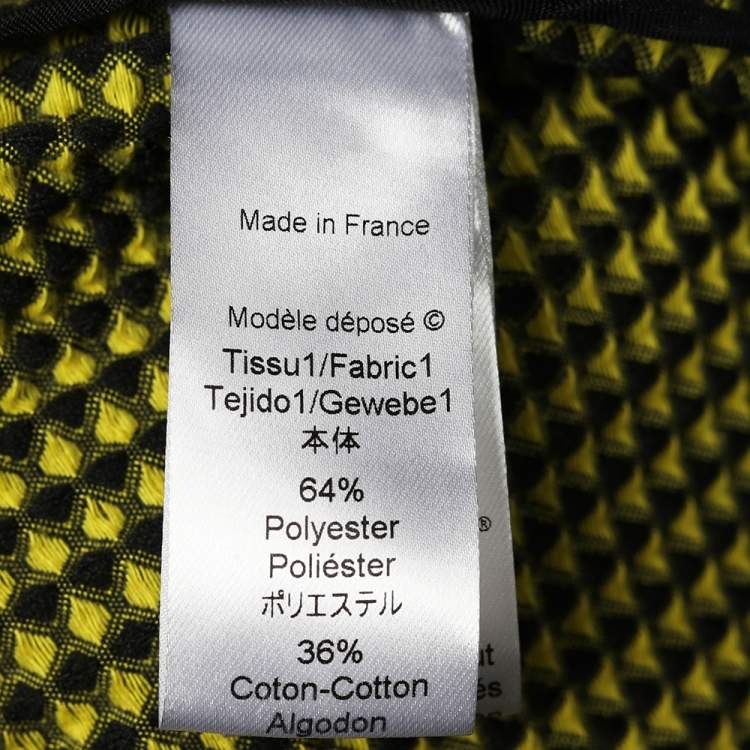 Made in France
Modèle déposé ©
Tissu1/Fabric1
Tejido1/Gewebe1
本体
64%
Polyester
Poliéster
ポリエステル
36%
Coton-Cotton
Algodon
®